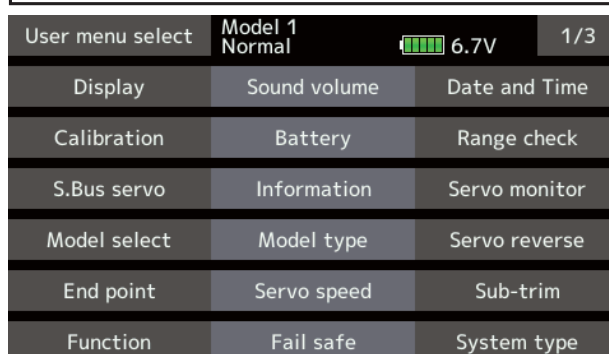 User menu select Model 1 Normal 6.7V 1/3
Display Sound volume Date and Time
Calibration Battery Range check
S.Bus servo Information Servo monitor
Model select Model type Servo reverse
End point Servo speed Sub-trim
Function Fail safe System type